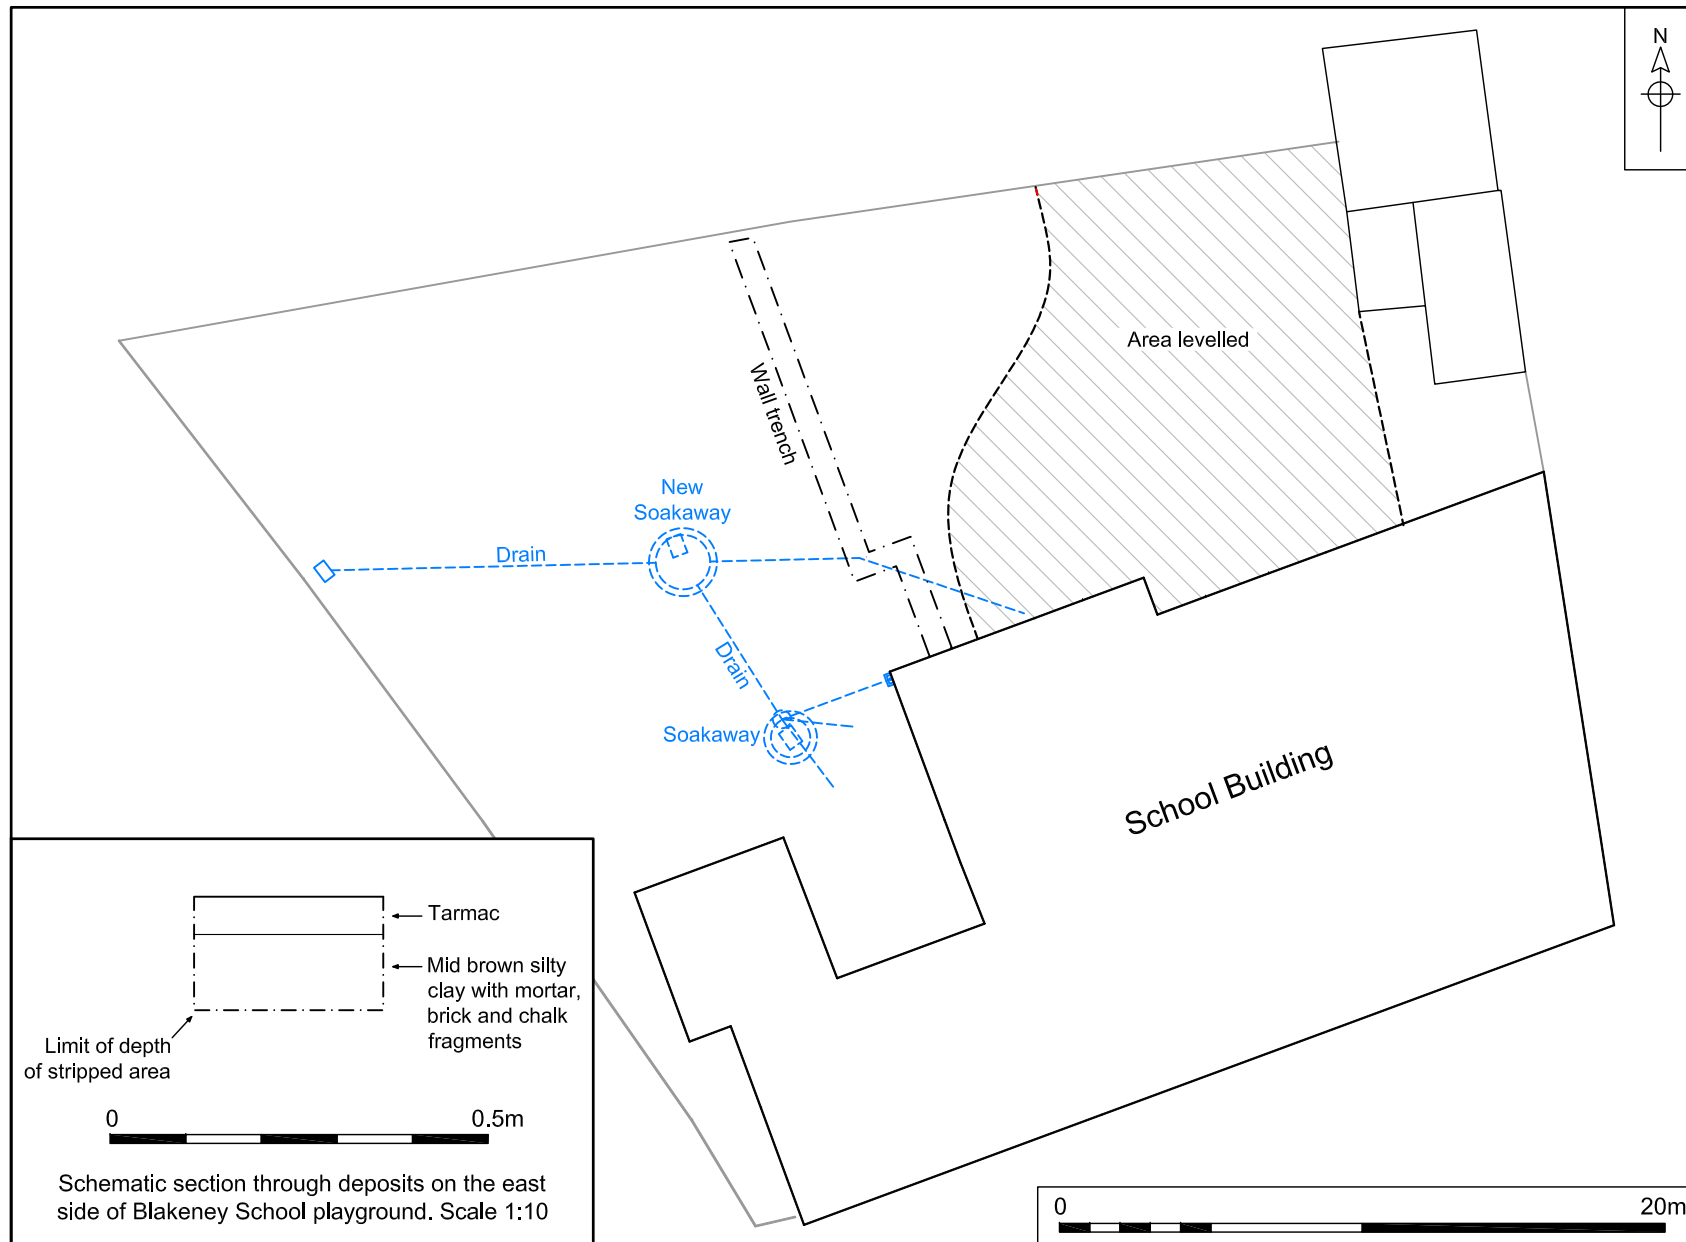 N
Area levelled
Wall trench
New
Soakaway
Drain
Drain
Soakaway
School Building
Tarmac
Mid brown silty
clay with mortar,
brick and chalk
fragments
Limit of depth
of stripped area
0 0.5m
Schematic section through deposits on the east
side of Blakeney School playground. Scale 1:10
0 20m